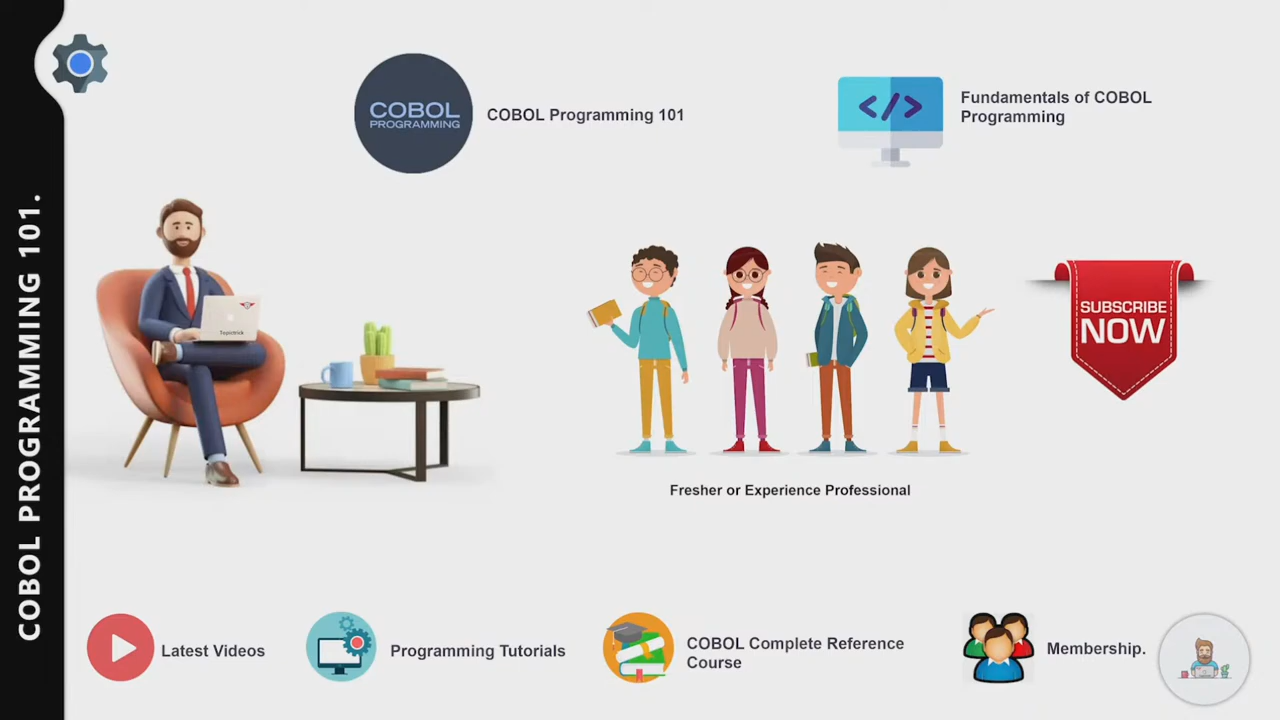 COBOL PROGRAMMING 101.
COBOL
PROGRAMMING
COBOL Programming 101
Fundamentals of COBOL
Programming
</>
Topictrick
SUBSCRIBE
NOW
Fresher or Experience Professional
Latest Videos
Programming Tutorials
COBOL Complete Reference
Course
Membership.